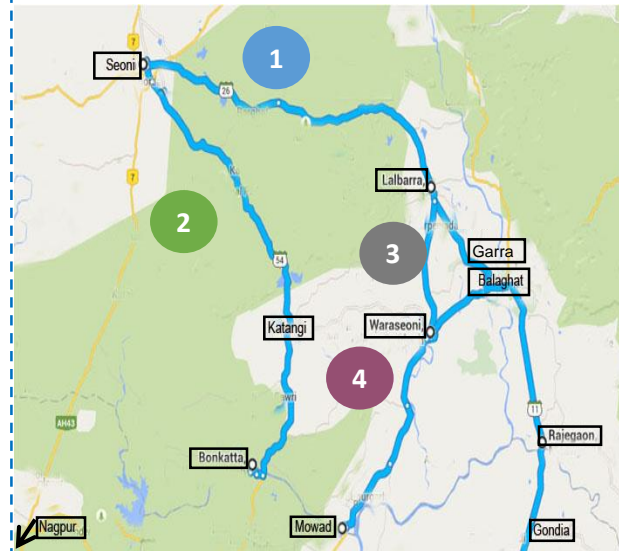 7
1
Seoni
26
Lalbarra,
2
3
Garra
7
54
Balaghat
Katangi
Waraseoni,
4
11
AH43
Rajegaon,
Bonkatta,
Nagpur
Mowad
Gondia